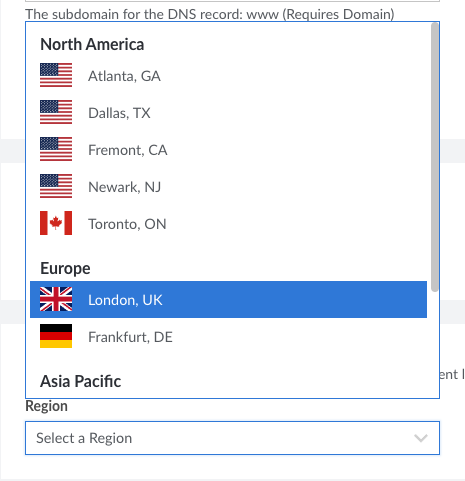 The subdomain for the DNS record: www (Requires Domain)
North America
Atlanta, GA
Dallas, TX
Fremont, CA
Newark, NJ
Toronto, ON
Europe
London, UK
Frankfurt, DE
Asia Pacific
Region
Select a Region